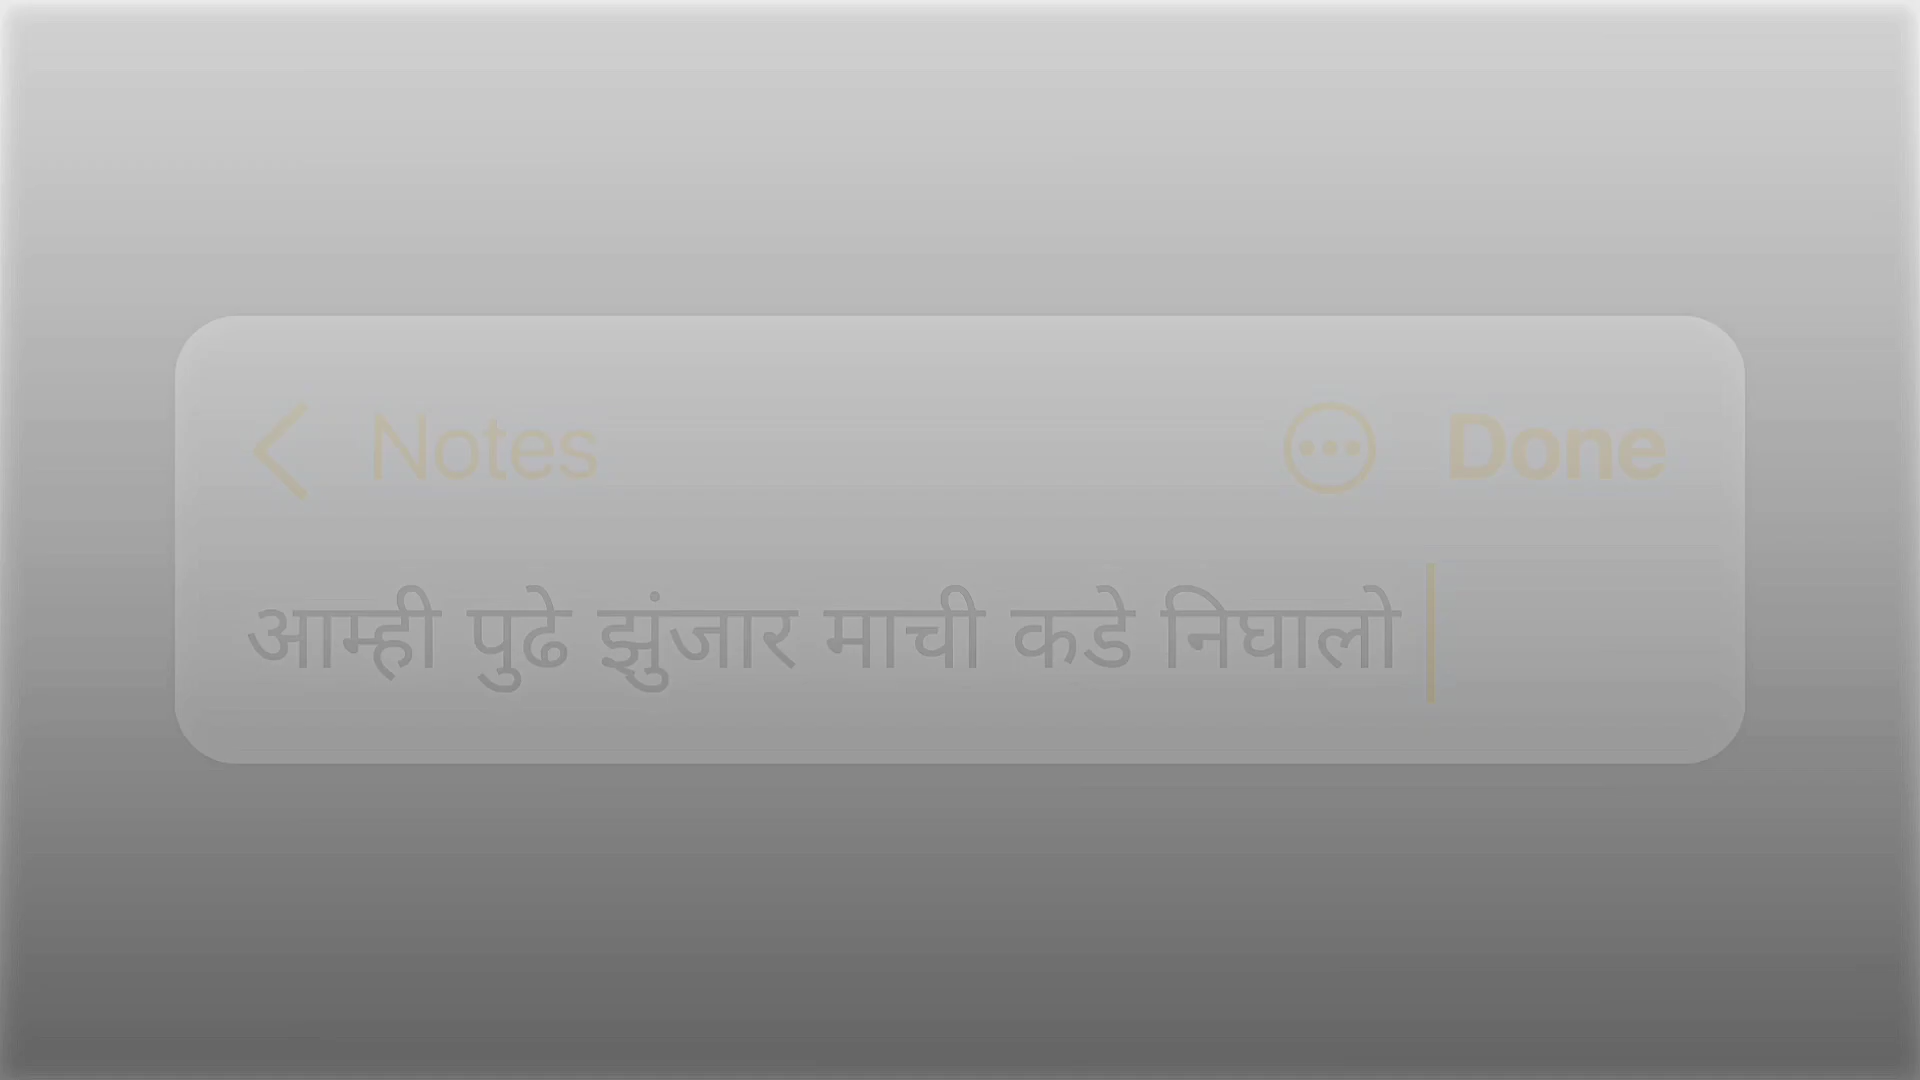 Notes Done
आम्ही पुढे झुंजार माची कडे निघालो